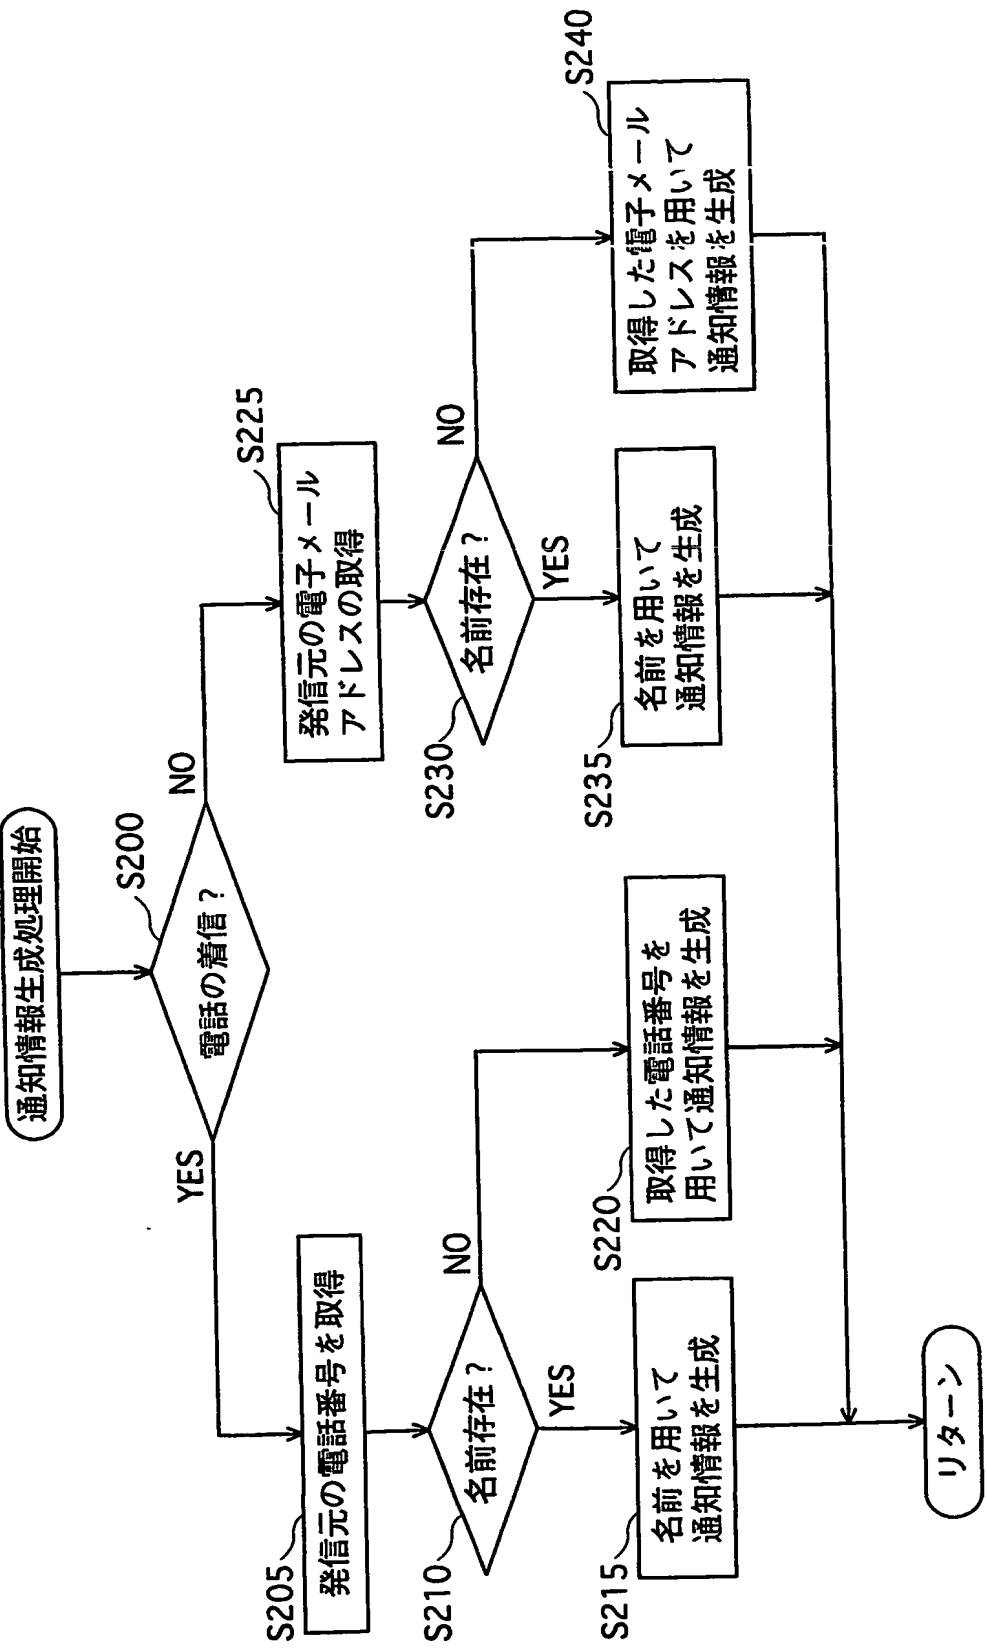 通知情報生成処理開始
S200
電話の着信?
YES
NO
S205
発信元の電話番号を取得
S210
名前存在?
NO
YES
S215
名前を用いて
通知情報を生成
S220
取得した電話番号を
用いて通知情報を生成
S225
発信元の電子メール
アドレスの取得
S230
名前存在?
NO
YES
S235
名前を用いて
通知情報を生成
S240
取得した電子メール
アドレスを用いて
通知情報を生成
リターン